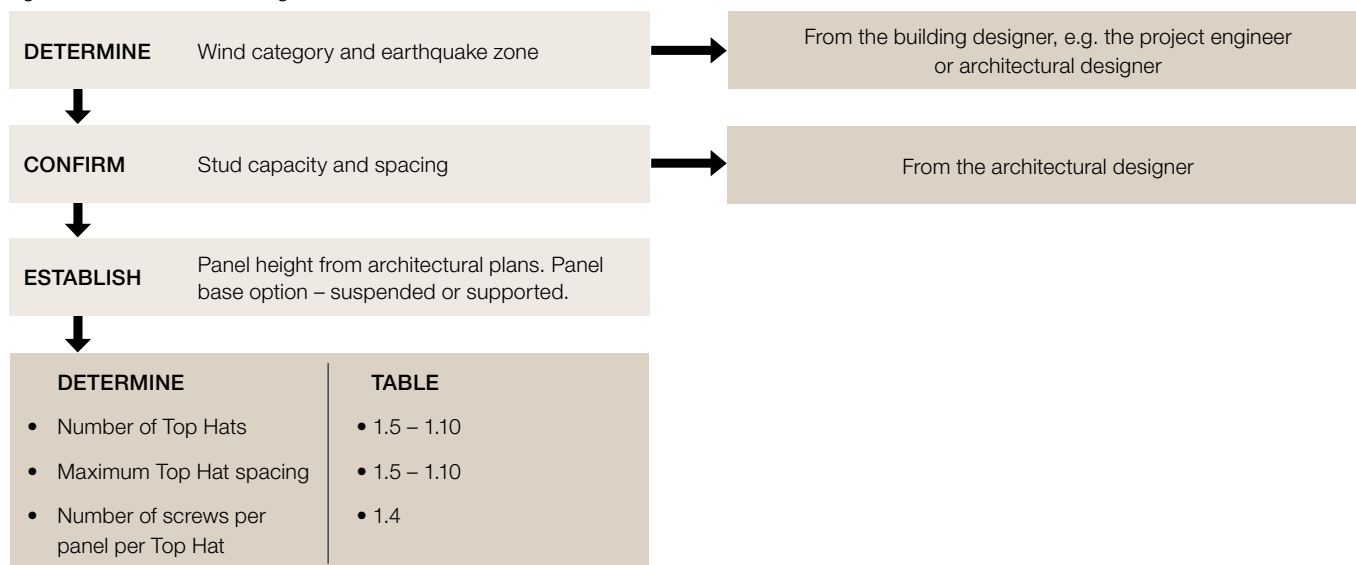 DETERMINE Wind category and earthquake zone
From the building designer, e.g. the project engineer
or architectural designer
CONFIRM Stud capacity and spacing
From the architectural designer
ESTABLISH Panel height from architectural plans. Panel
base option – suspended or supported.
DETERMINE TABLE
• Number of Top Hats • 1.5 – 1.10
• Maximum Top Hat spacing • 1.5 – 1.10
• Number of screws per • 1.4
panel per Top Hat